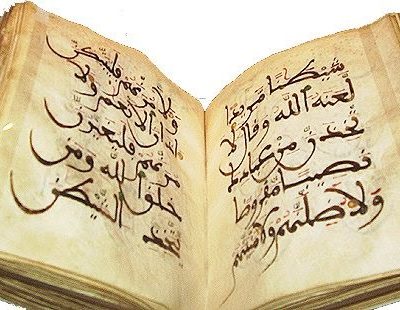 شيطنا مريدا
لعنه الله وقال لا
تخذن من عبادك
نصيبا مفروضا
ولاضلنهم ولامنينهم
ولامرنهم فليبتكن
اذان الانعم ولا
مرنهم فليغيرن
خلق الله ومن
يتخذ الشيطن